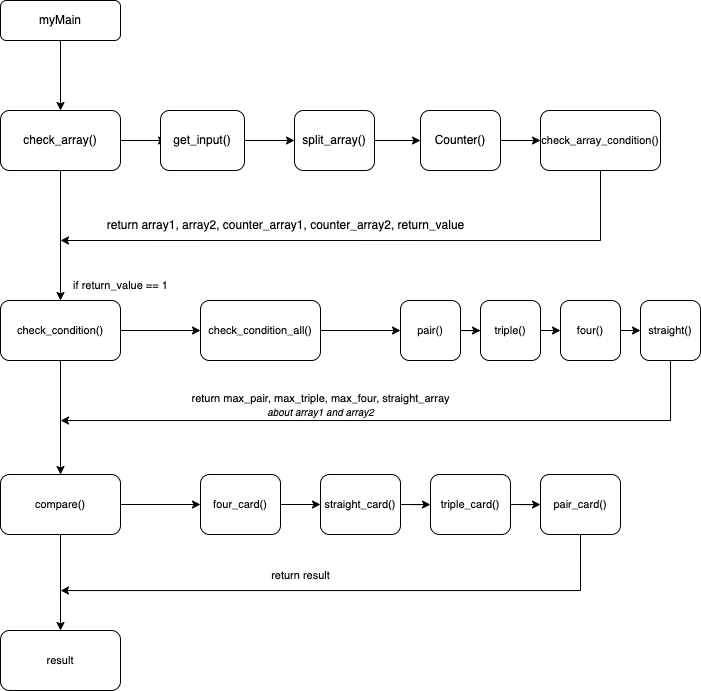 myMain
check_array()
get_input()
split_array()
Counter()
check_array_condition()
return array1, array2, counter_array1, counter_array2, return_value
if return_value == 1
check_condition()
check_condition_all()
pair()
triple()
four()
straight()
return max_pair, max_triple, max_four, straight_array
about array1 and array2
compare()
four_card()
straight_card()
triple_card()
pair_card()
return result
result